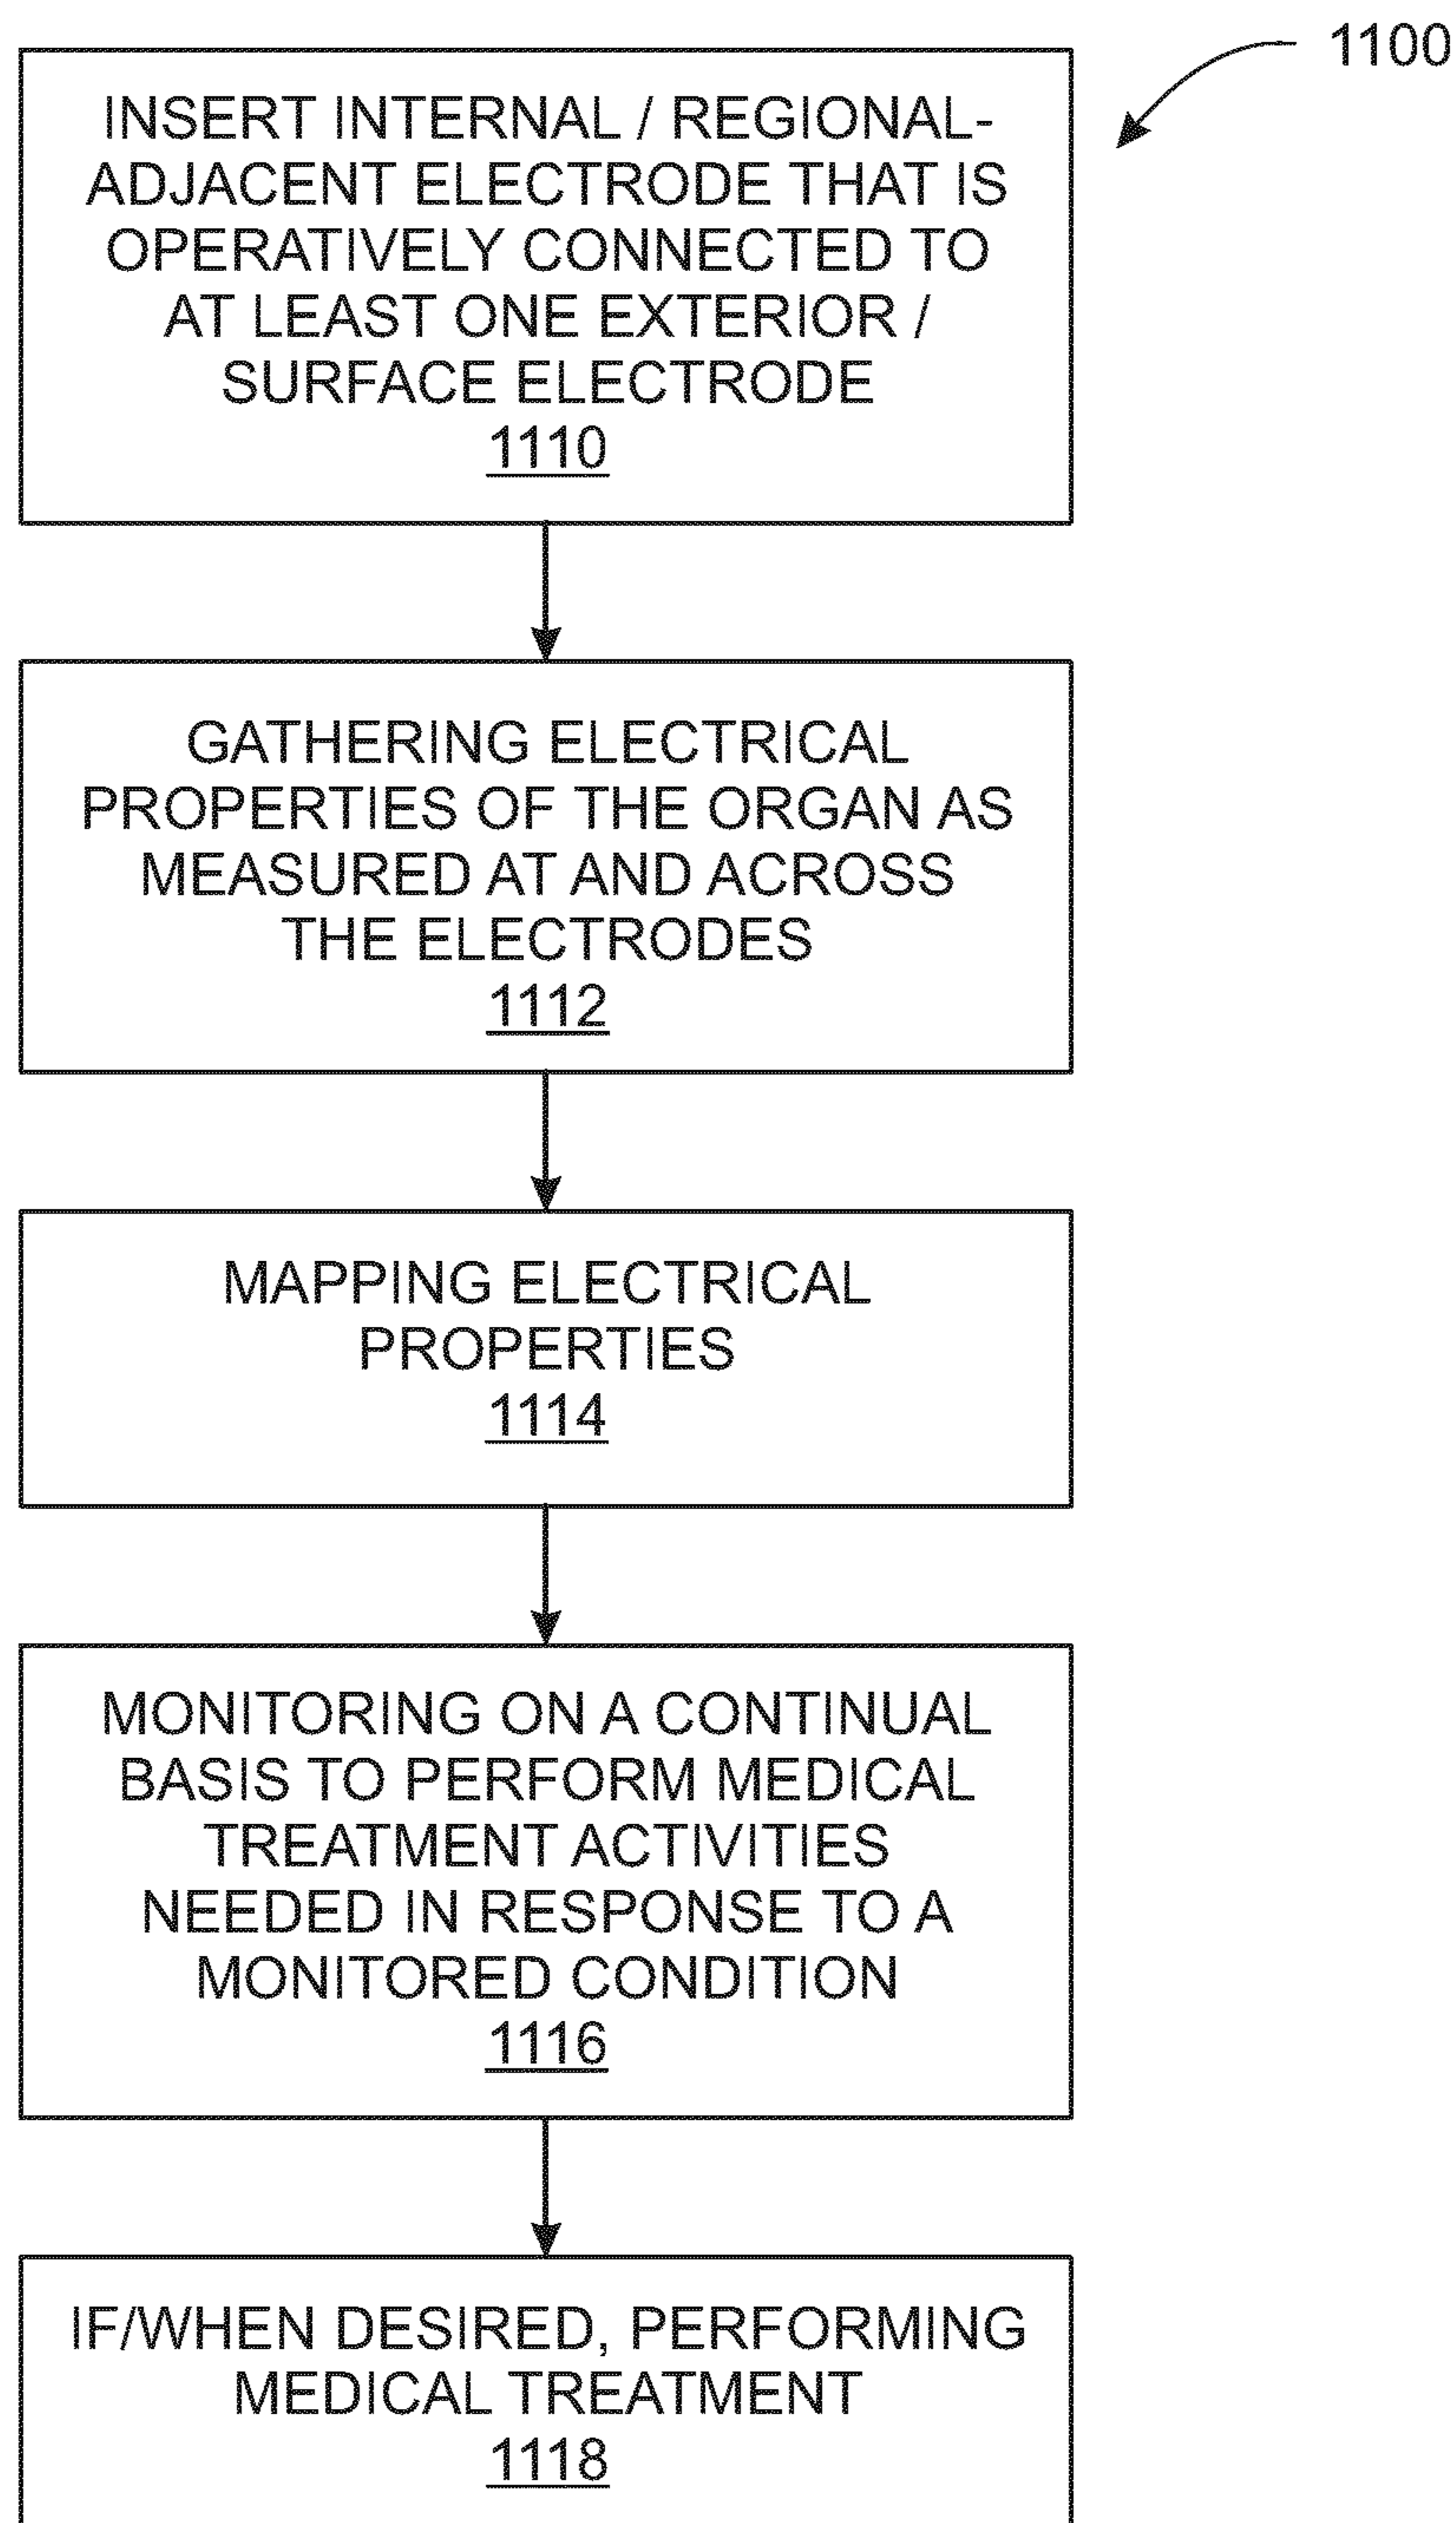 1100
INSERT INTERNAL / REGIONAL-
ADJACENT ELECTRODE THAT IS
OPERATIVELY CONNECTED TO
AT LEAST ONE EXTERIOR /
SURFACE ELECTRODE
1110
GATHERING ELECTRICAL
PROPERTIES OF THE ORGAN AS
MEASURED AT AND ACROSS
THE ELECTRODES
1112
MAPPING ELECTRICAL
PROPERTIES
1114
MONITORING ON A CONTINUAL
BASIS TO PERFORM MEDICAL
TREATMENT ACTIVITIES
NEEDED IN RESPONSE TO A
MONITORED CONDITION
1116
IF/WHEN DESIRED, PERFORMING
MEDICAL TREATMENT
1118